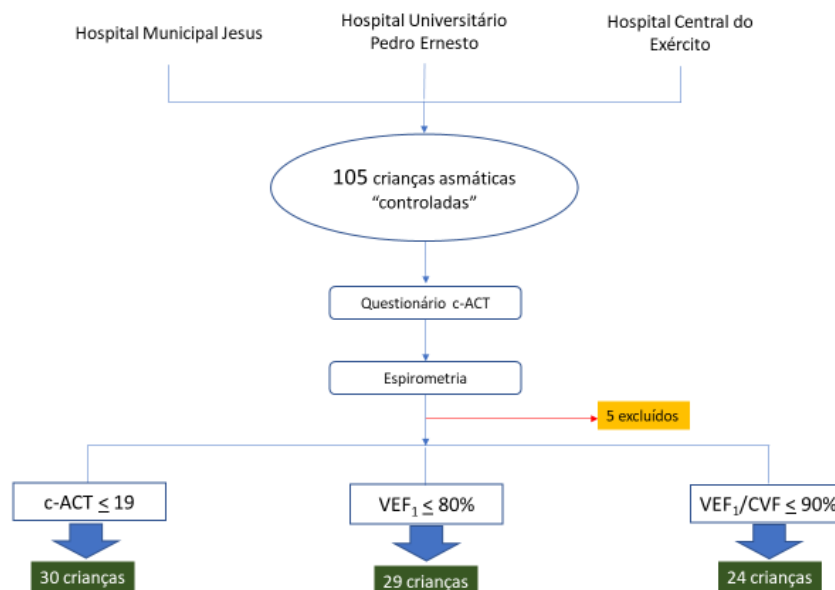 Hospital Municipal Jesus
Hospital Universitário
Pedro Ernesto
Hospital Central do
Exército
105 crianças asmáticas
“controladas”
Questionário c-ACT
Espirometria
5 excluídos
c-ACT ≤ 19
VEF₁ ≤ 80%
VEF₁/CVF ≤ 90%
30 crianças
29 crianças
24 crianças